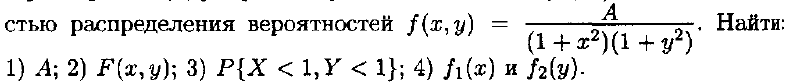 стью распределения вероятностей f(x, y) = A / ((1 + x²)(1 + y²)). Найти:
1) A; 2) F(x, y); 3) P{X < 1, Y < 1}; 4) f₁(x) и f₂(y).